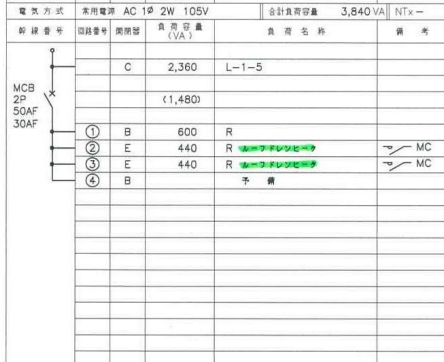 電気方式 常用電源 AC 1Φ 2W 105V 合計負荷容量 3,840 VA NTx −
幹線番号 回路番号 開閉器 負荷容量 (VA) 負荷名称 備考
C 2,360 L-1-5
MCB
2P
50AF
30AF
(1,480)
① B 600 R
② E 440 R ルーフドレンヒータ MC
③ E 440 R ルーフドレンヒータ MC
④ B 予備